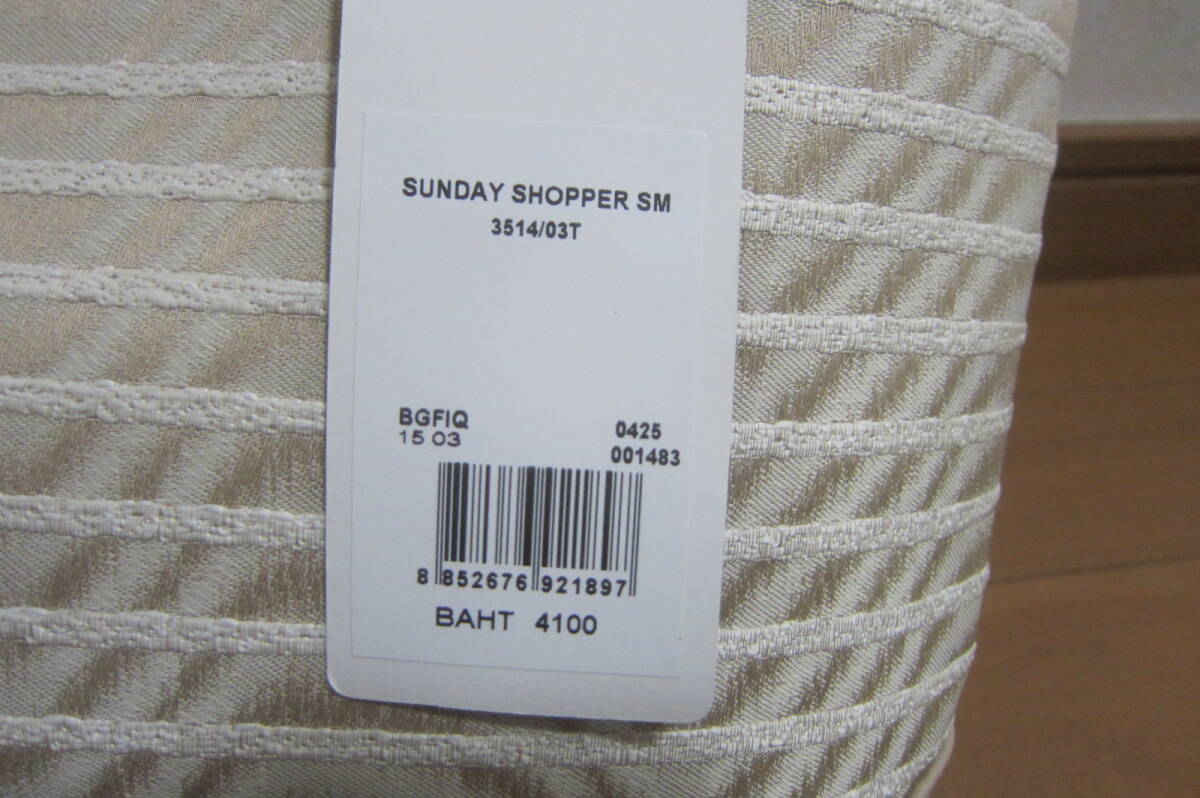 SUNDAY SHOPPER SM
3514/03T
BGFIQ 0425
15 03 001483
8 852676 921897
BAHT 4100